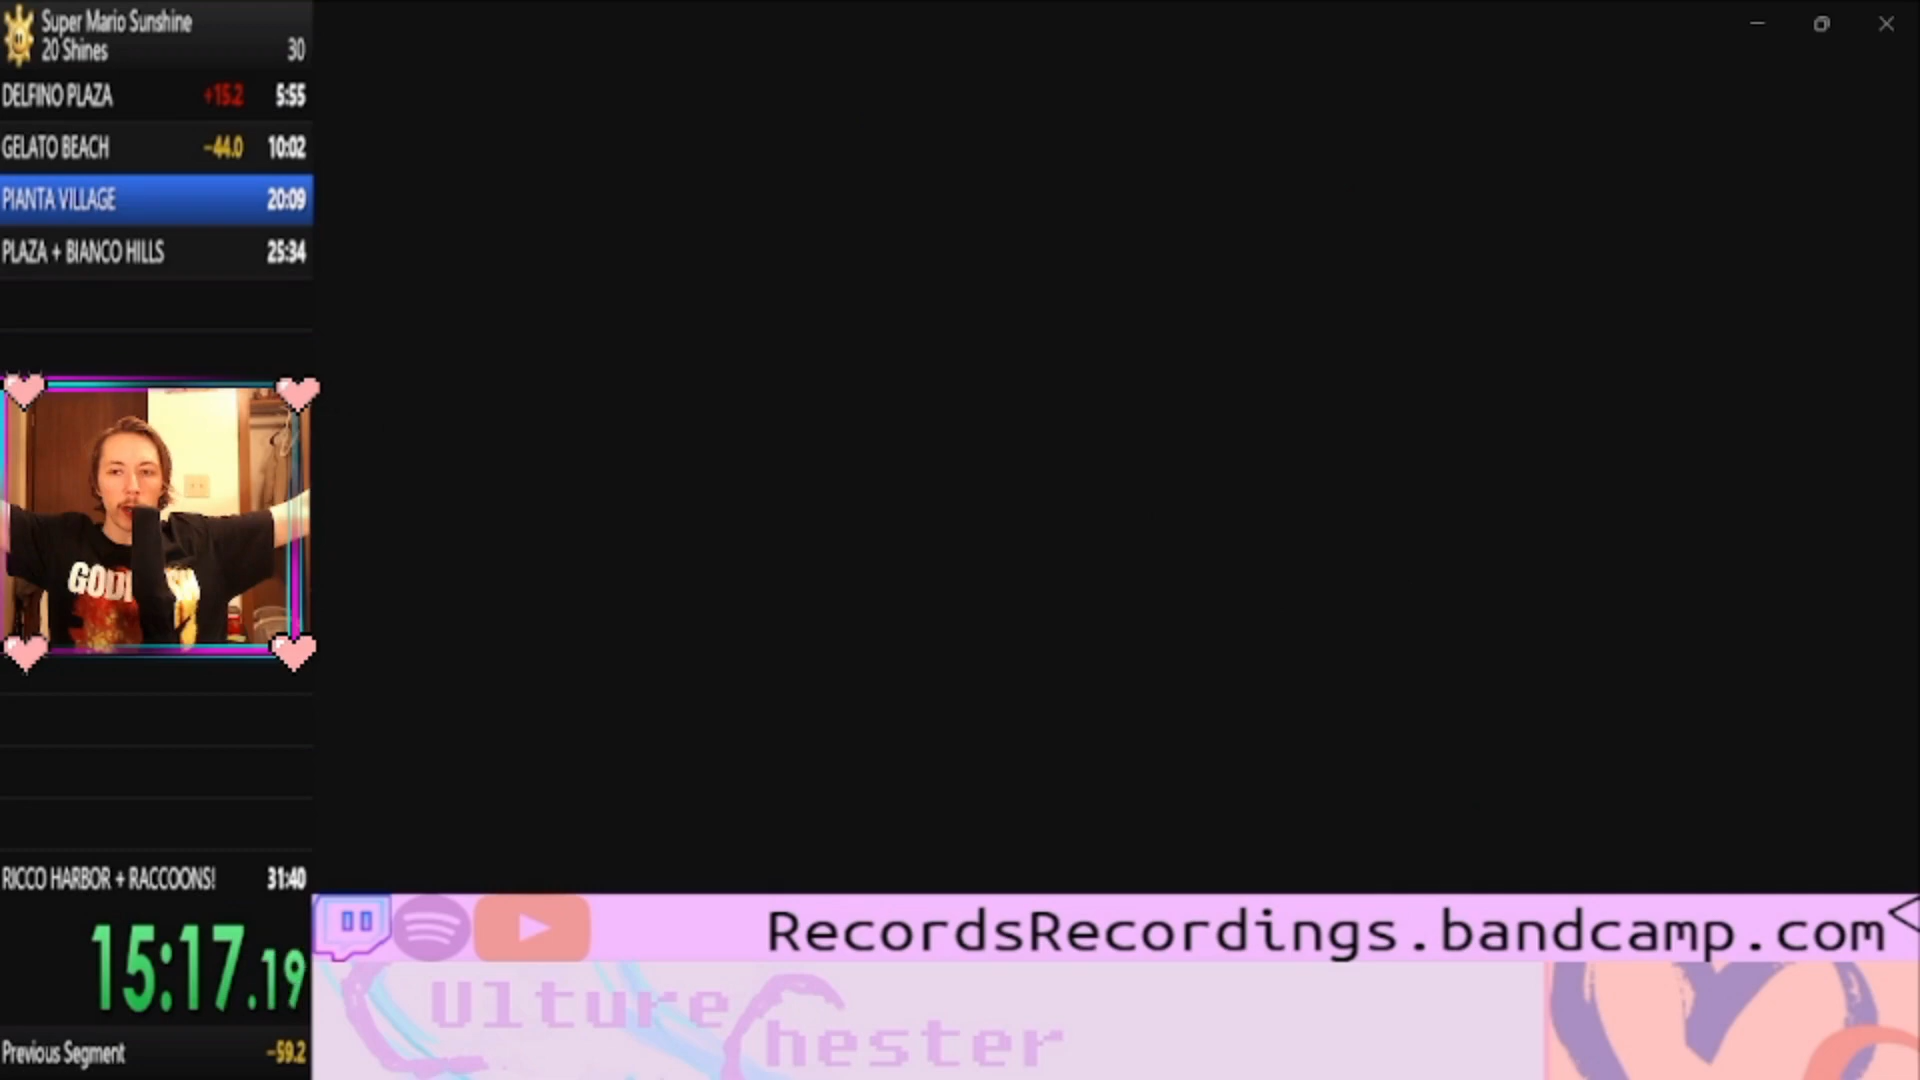 Super Mario Sunshine
20 Shines 30
DELFINO PLAZA +15.2 5:55
GELATO BEACH -44.0 10:02
PIANTA VILLAGE 20:09
PLAZA + BIANCO HILLS 25:34
RICCO HARBOR + RACCOONS! 31:40
15:17.19
Previous Segment -59.2
RecordsRecordings.bandcamp.com
Culture
Chester